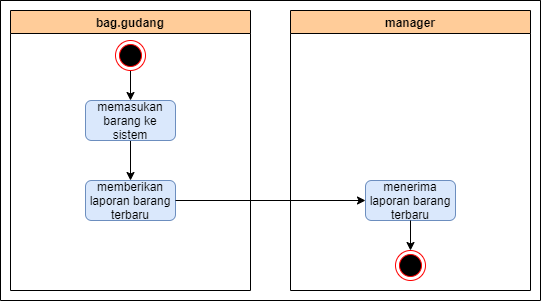 bag.gudang
manager
memasukan
barang ke
sistem
memberikan
laporan barang
terbaru
menerima
laporan barang
terbaru